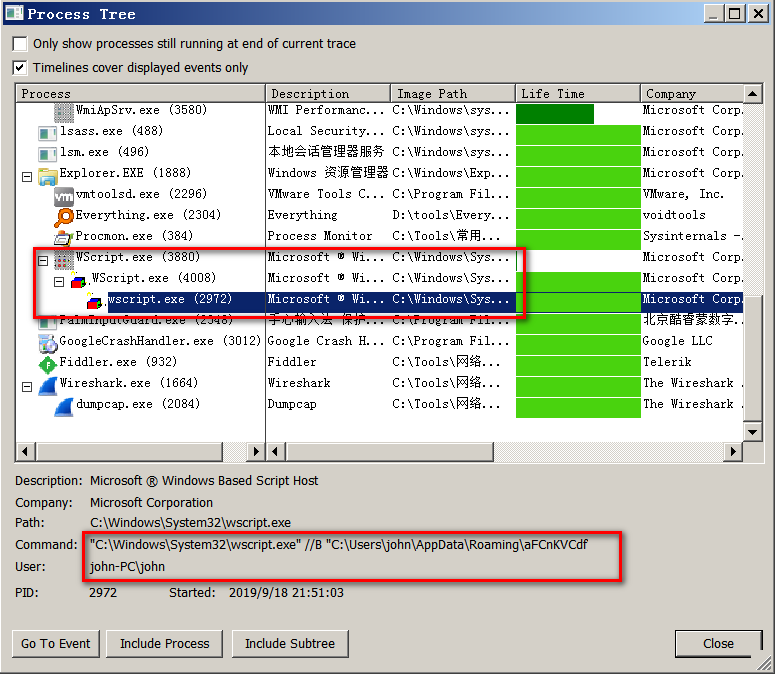 Process Tree
Only show processes still running at end of current trace
Timelines cover displayed events only
Process Description Image Path Life Time Company
WmiApSrv.exe (3580) WMI Performanc... C:\Windows\sys... Microsoft Corp.
lsass.exe (488) Local Security... C:\Windows\sys... Microsoft Corp.
lsm.exe (496) 本地会话管理器服务 C:\Windows\Sys... Microsoft Corp.
Explorer.EXE (1888) Windows 资源管理器 C:\Windows\Exp... Microsoft Corp.
vmtoolsd.exe (2296) VMware Tools C... C:\Program Fil... VMware, Inc.
Everything.exe (2304) Everything D:\tools\Every... voidtools
Procmon.exe (384) Process Monitor C:\Tools\常用... Sysinternals -.
WScript.exe (3880) Microsoft ® Wi... C:\Windows\Sys... Microsoft Corp.
WScript.exe (4008) Microsoft ® Wi... C:\Windows\Sys... Microsoft Corp.
wscript.exe (2972) Microsoft ® Wi... C:\Windows\Sys... Microsoft Corp.
PalmInputGuard.exe (2348) 手心输入法 保护... C:\Program Fil... 北京酷睿蒙数字..
GoogleCrashHandler.exe (3012) Google Crash H... C:\Program Fil... Google LLC
Fiddler.exe (932) Fiddler C:\Tools\网络... Telerik
Wireshark.exe (1664) Wireshark C:\Tools\网络... The Wireshark .
dumpcap.exe (2084) Dumpcap C:\Tools\网络... The Wireshark .
Description: Microsoft ® Windows Based Script Host
Company: Microsoft Corporation
Path: C:\Windows\System32\wscript.exe
Command: "C:\Windows\System32\wscript.exe" //B "C:\Users\john\AppData\Roaming\aFCnKVCdf
User: john-PC\john
PID: 2972 Started: 2019/9/18 21:51:03
Go To Event Include Process Include Subtree Close